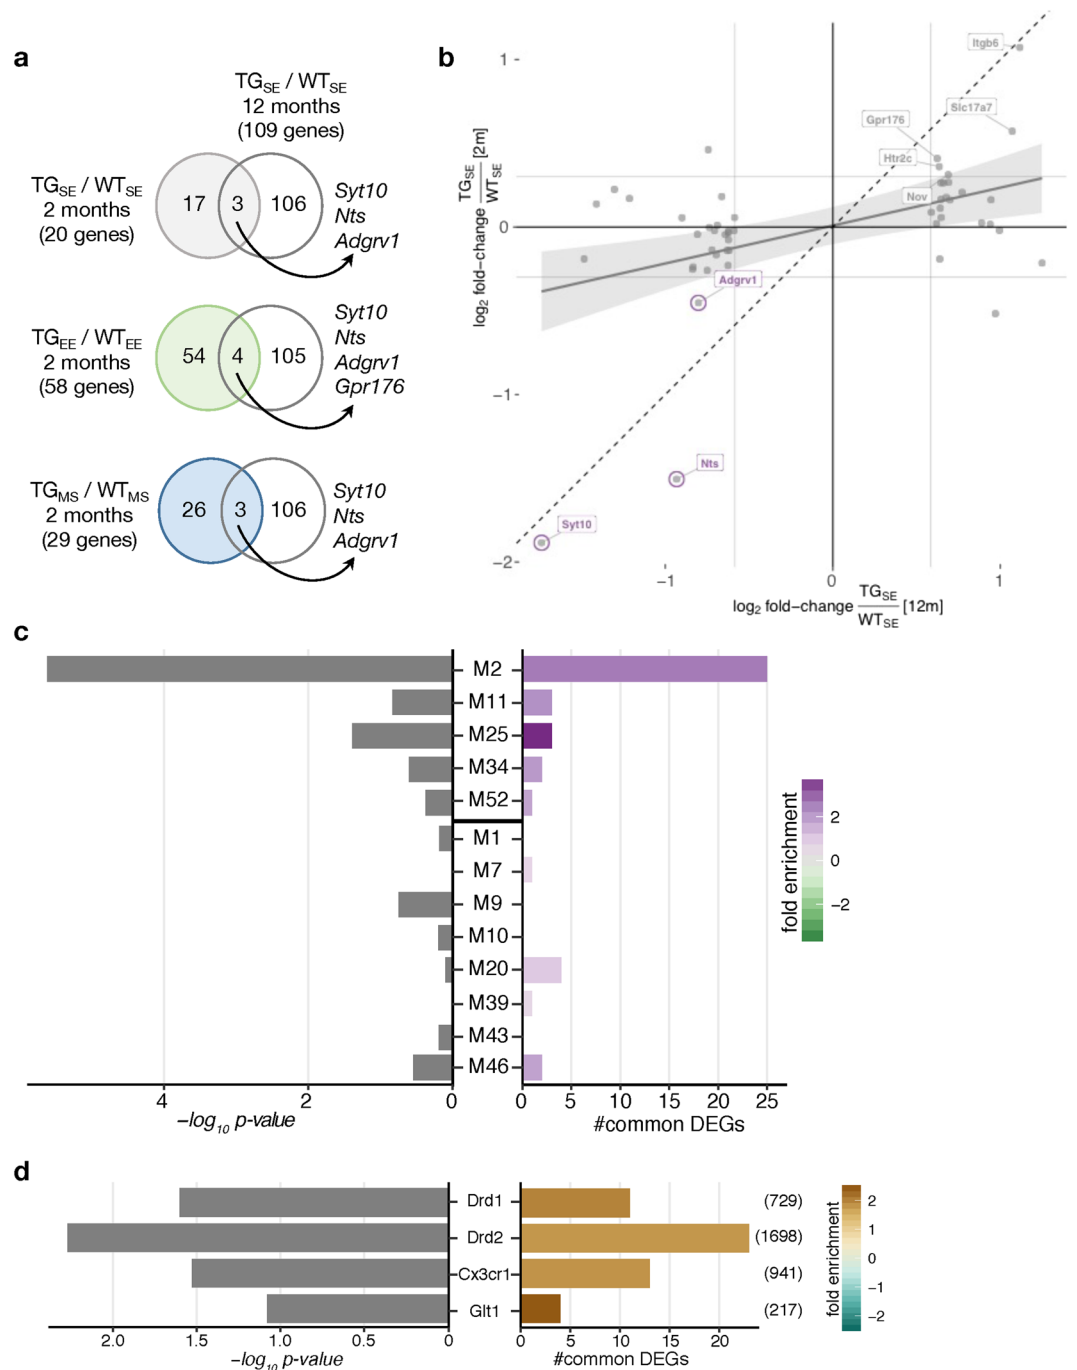 a
TGSE / WTSE
12 months
(109 genes)
TGSE / WTSE
2 months
(20 genes)
17
3
106
Syt10
Nts
Adgrv1
TGEE / WTEE
2 months
(58 genes)
54
4
105
Syt10
Nts
Adgrv1
Gpr176
TGMS / WTMS
2 months
(29 genes)
26
3
106
Syt10
Nts
Adgrv1
b
log2 fold−change TGSE/WTSE [2m]
1
0
−1
−2
Itgb6
Slc17a7
Gpr176
Htr2c
Nov
Adgrv1
Nts
Syt10
−1
0
1
log2 fold−change TGSE/WTSE [12m]
c
M2
M11
M25
M34
M52
M1
M7
M9
M10
M20
M39
M43
M46
4 2 0
−log10 p-value
0 5 10 15 20 25
#common DEGs
fold enrichment
2
0
−2
d
Drd1 (729)
Drd2 (1698)
Cx3cr1 (941)
Glt1 (217)
2.0 1.5 1.0 0.5 0
−log10 p-value
0 5 10 15 20
#common DEGs
fold enrichment
2
1
0
−1
−2